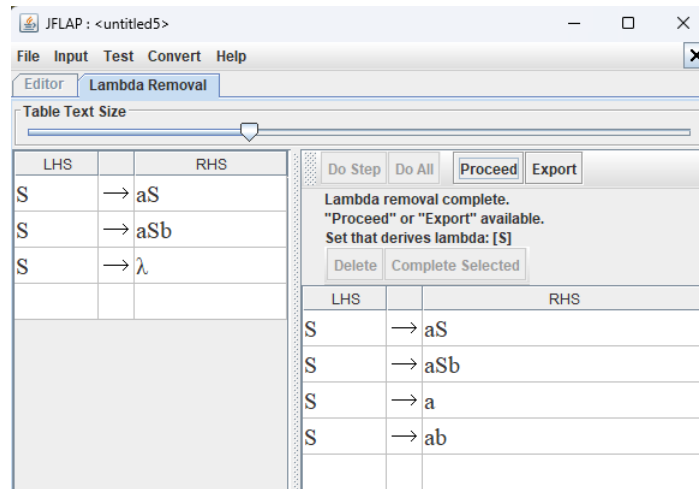 JFLAP : <untitled5>
File Input Test Convert Help
Editor Lambda Removal
Table Text Size
LHS RHS
S → aS
S → aSb
S → λ
Do Step Do All Proceed Export
Lambda removal complete.
"Proceed" or "Export" available.
Set that derives lambda: [S]
Delete Complete Selected
LHS RHS
S → aS
S → aSb
S → a
S → ab